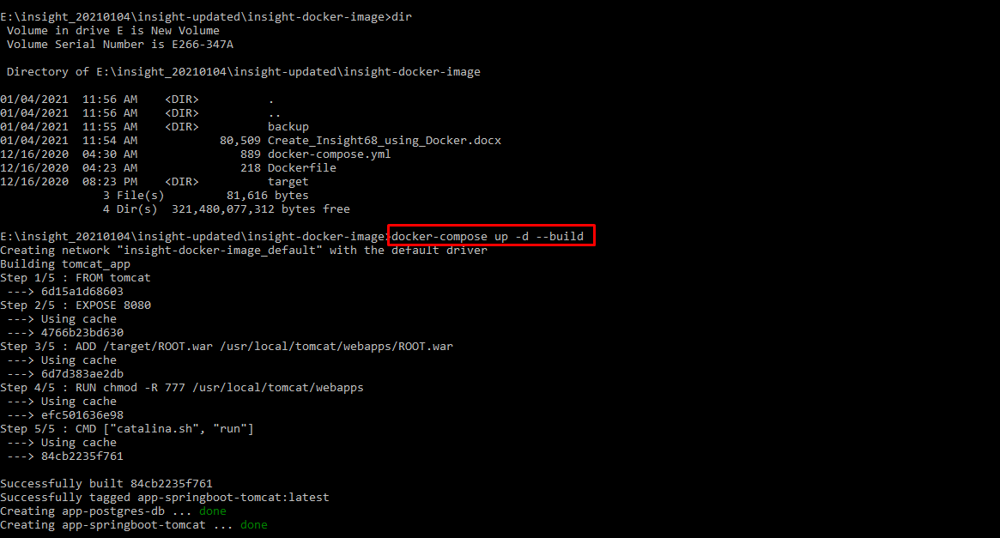 E:\insight_20210104\insight-updated\insight-docker-image>dir
 Volume in drive E is New Volume
 Volume Serial Number is E266-347A

 Directory of E:\insight_20210104\insight-updated\insight-docker-image

01/04/2021  11:56 AM    <DIR>          .
01/04/2021  11:56 AM    <DIR>          ..
01/04/2021  11:55 AM    <DIR>          backup
01/04/2021  11:54 AM            80,509 Create_Insight68_using_Docker.docx
12/16/2020  04:30 AM               889 docker-compose.yml
12/16/2020  04:23 AM               218 Dockerfile
12/16/2020  08:23 PM    <DIR>          target
               3 File(s)         81,616 bytes
               4 Dir(s)  321,480,077,312 bytes free

E:\insight_20210104\insight-updated\insight-docker-image>docker-compose up -d --build
Creating network "insight-docker-image_default" with the default driver
Building tomcat_app
Step 1/5 : FROM tomcat
 ---> 6d15a1d68603
Step 2/5 : EXPOSE 8080
 ---> Using cache
 ---> 4766b23bd630
Step 3/5 : ADD /target/ROOT.war /usr/local/tomcat/webapps/ROOT.war
 ---> Using cache
 ---> 6d7d383ae2db
Step 4/5 : RUN chmod -R 777 /usr/local/tomcat/webapps
 ---> Using cache
 ---> efc501636e98
Step 5/5 : CMD ["catalina.sh", "run"]
 ---> Using cache
 ---> 84cb2235f761

Successfully built 84cb2235f761
Successfully tagged app-springboot-tomcat:latest
Creating app-postgres-db ... done
Creating app-springboot-tomcat ... done